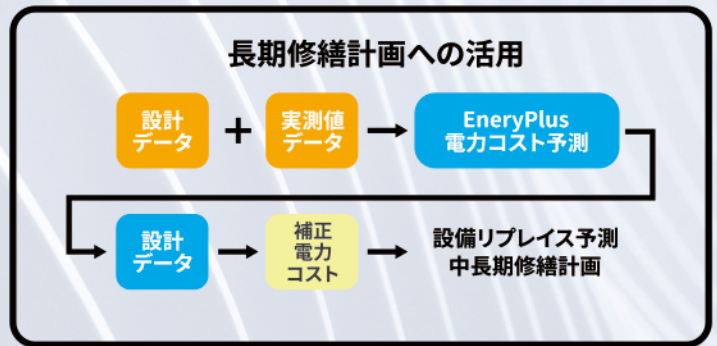 長期修繕計画への活用
設計
データ
+
実測値
データ
EneryPlus
電力コスト予測
設計
データ
補正
電力
コスト
設備リプレイス予測
中長期修繕計画